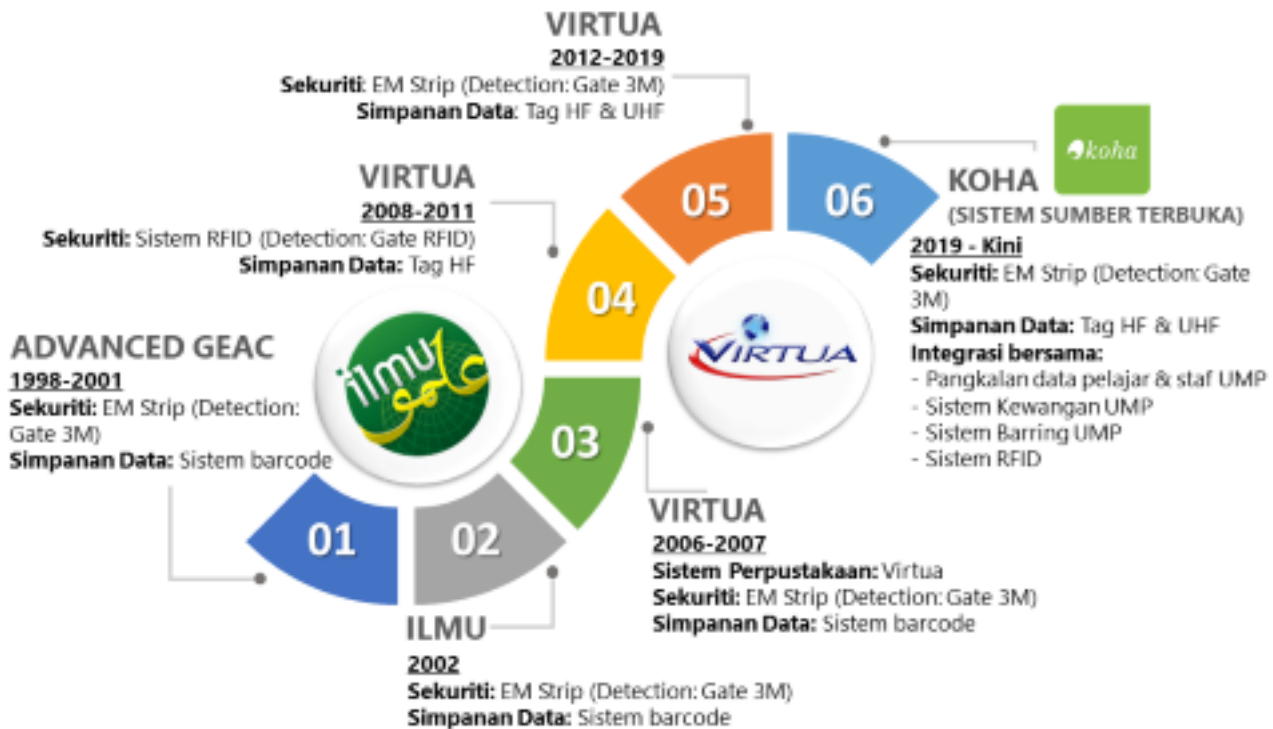 VIRTUA
2012-2019
Sekuriti: EM Strip (Detection: Gate 3M)
Simpanan Data: Tag HF & UHF
VIRTUA
2008-2011
Sekuriti: Sistem RFID (Detection: Gate RFID)
Simpanan Data: Tag HF
koha
KOHA
(SISTEM SUMBER TERBUKA)
2019 - Kini
Sekuriti: EM Strip (Detection: Gate
3M)
Simpanan Data: Tag HF & UHF
Integrasi bersama:
- Pangkalan data pelajar & staf UMP
- Sistem Kewangan UMP
- Sistem Barring UMP
- Sistem RFID
ADVANCED GEAC
1998-2001
Sekuriti: EM Strip (Detection:
Gate 3M)
Simpanan Data: Sistem barcode
ilmu
علمو
VIRTUA
01
02
03
04
05
06
VIRTUA
2006-2007
Sistem Perpustakaan: Virtua
Sekuriti: EM Strip (Detection: Gate 3M)
Simpanan Data: Sistem barcode
ILMU
2002
Sekuriti: EM Strip (Detection: Gate 3M)
Simpanan Data: Sistem barcode